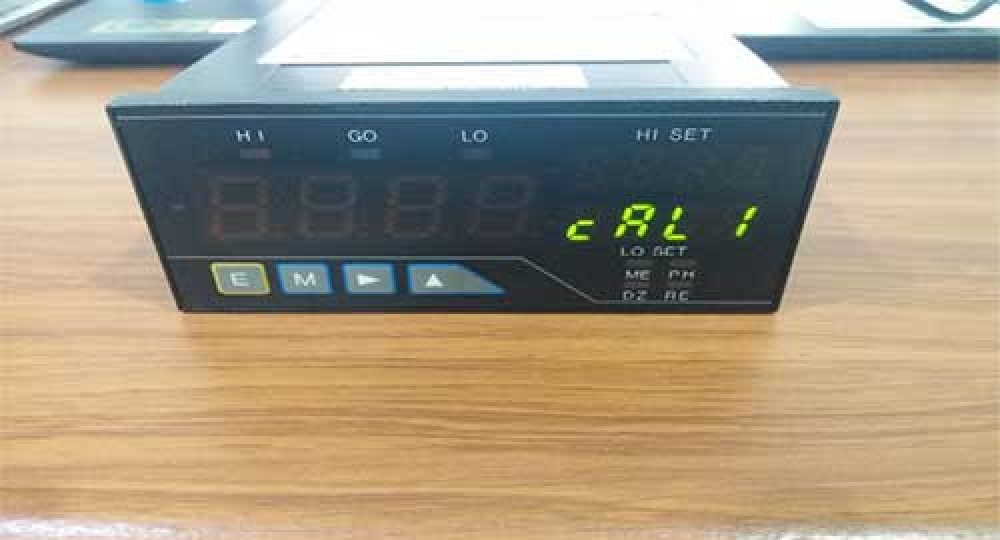 HI GO LO HI SET
cAL 1
LO SET
E M ME PH
DZ RE